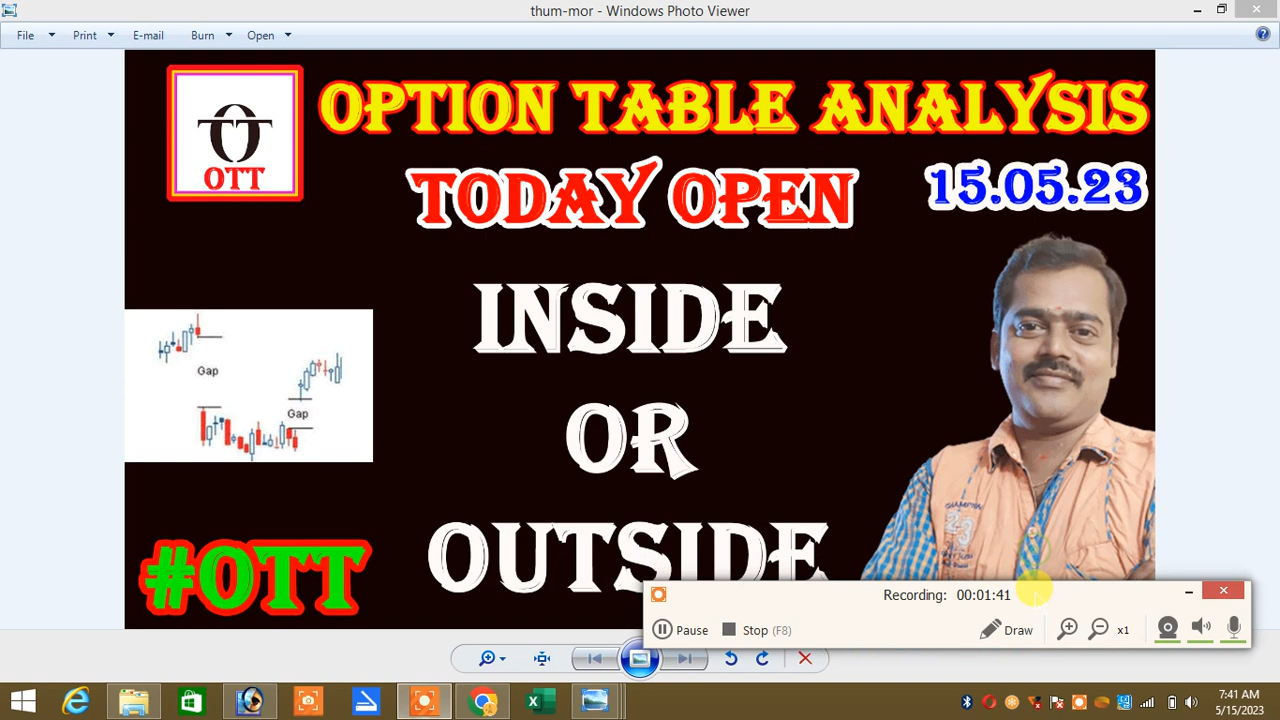 thum-mor - Windows Photo Viewer
File Print E-mail Burn Open
OTT
OPTION TABLE ANALYSIS
TODAY OPEN
15.05.23
INSIDE
OR
OUTSIDE
Gap
Gap
#OTT
Recording: 00:01:41
Pause Stop (F8) Draw x1
7:41 AM
5/15/2023